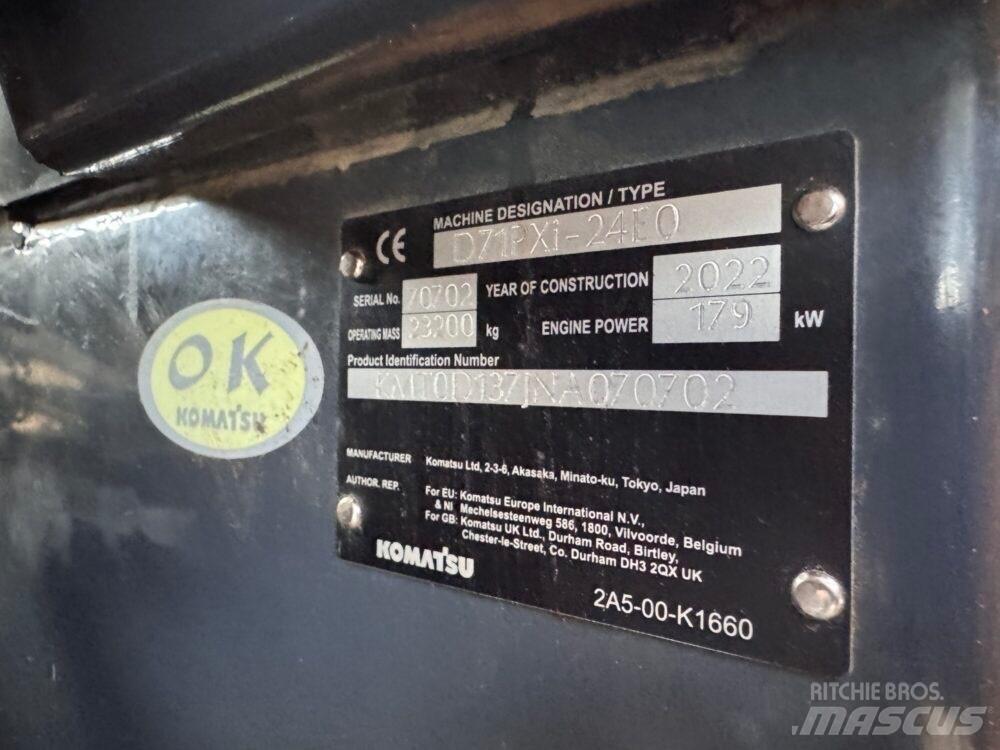 MACHINE DESIGNATION / TYPE
CE D71PXi-24E0
SERIAL No. 70702 YEAR OF CONSTRUCTION 2022
OPERATING MASS 23200 kg ENGINE POWER 179 kW
Product Identification Number
KMT0D137JNA070702
MANUFACTURER Komatsu Ltd, 2-3-6, Akasaka, Minato-ku, Tokyo, Japan
AUTHOR. REP. For EU: Komatsu Europe International N.V.,
& NI Mechelsesteenweg 586, 1800, Vilvoorde, Belgium
For GB: Komatsu UK Ltd., Durham Road, Birtley,
Chester-le-Street, Co. Durham DH3 2QX UK
KOMATSU
2A5-00-K1660
OK
KOMATSU
RITCHIE BROS.
.MASCUS